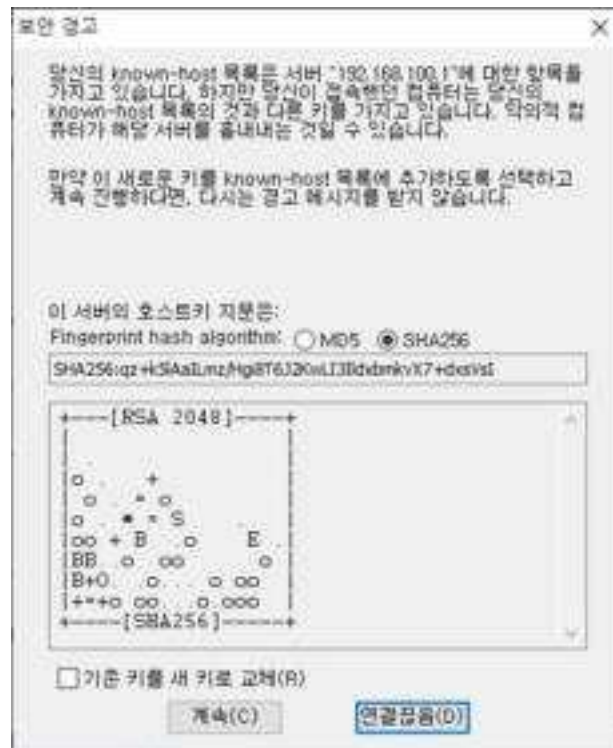 보안 경고
당신의 known-host 목록은 서버 "192.168.100.1"에 대한 항목을
가지고 있습니다. 하지만 당신이 접속했던 컴퓨터는 당신의
known-host 목록의 것과 다른 키를 가지고 있습니다. 악의적 컴
퓨터가 해당 서버를 흉내내는 것일 수 있습니다.
만약 이 새로운 키를 known-host 목록에 추가하도록 선택하고
계속 진행하다면, 다시는 경고 메시지를 받지 않습니다.
이 서버의 호스트키 지문은:
Fingerprint hash algorithm: MD5 SHA256
+----[RSA 2048]----+
+----[SHA256]-----+
기존 키를 새 키로 교체(R)
계속(C) 연결끊음(D)